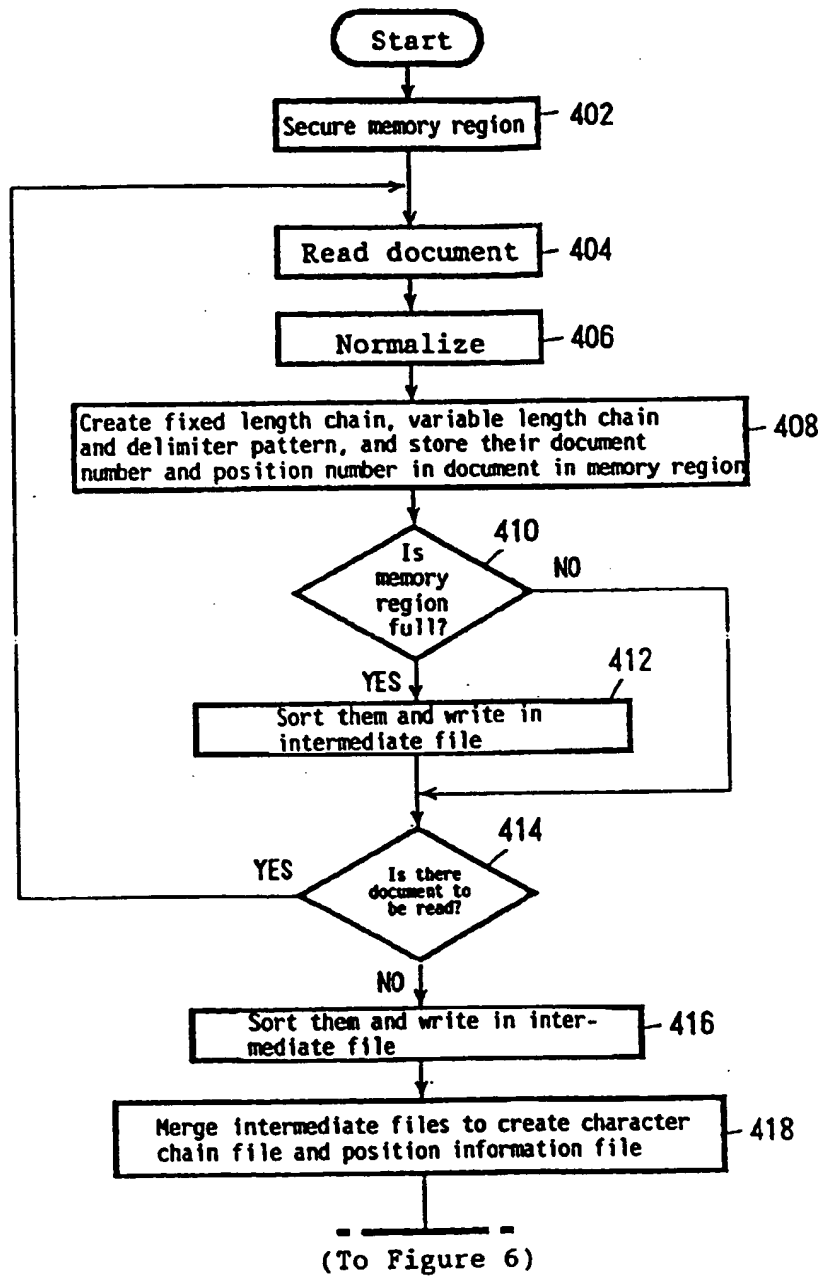 Start
Secure memory region
402
Read document
404
Normalize
406
Create fixed length chain, variable length chain
and delimiter pattern, and store their document
number and position number in document in memory region
408
410
Is
memory
region
full?
NO
YES
412
Sort them and write in
intermediate file
414
YES
Is there
document to
be read?
NO
Sort them and write in inter-
mediate file
416
Merge intermediate files to create character
chain file and position information file
418
(To Figure 6)